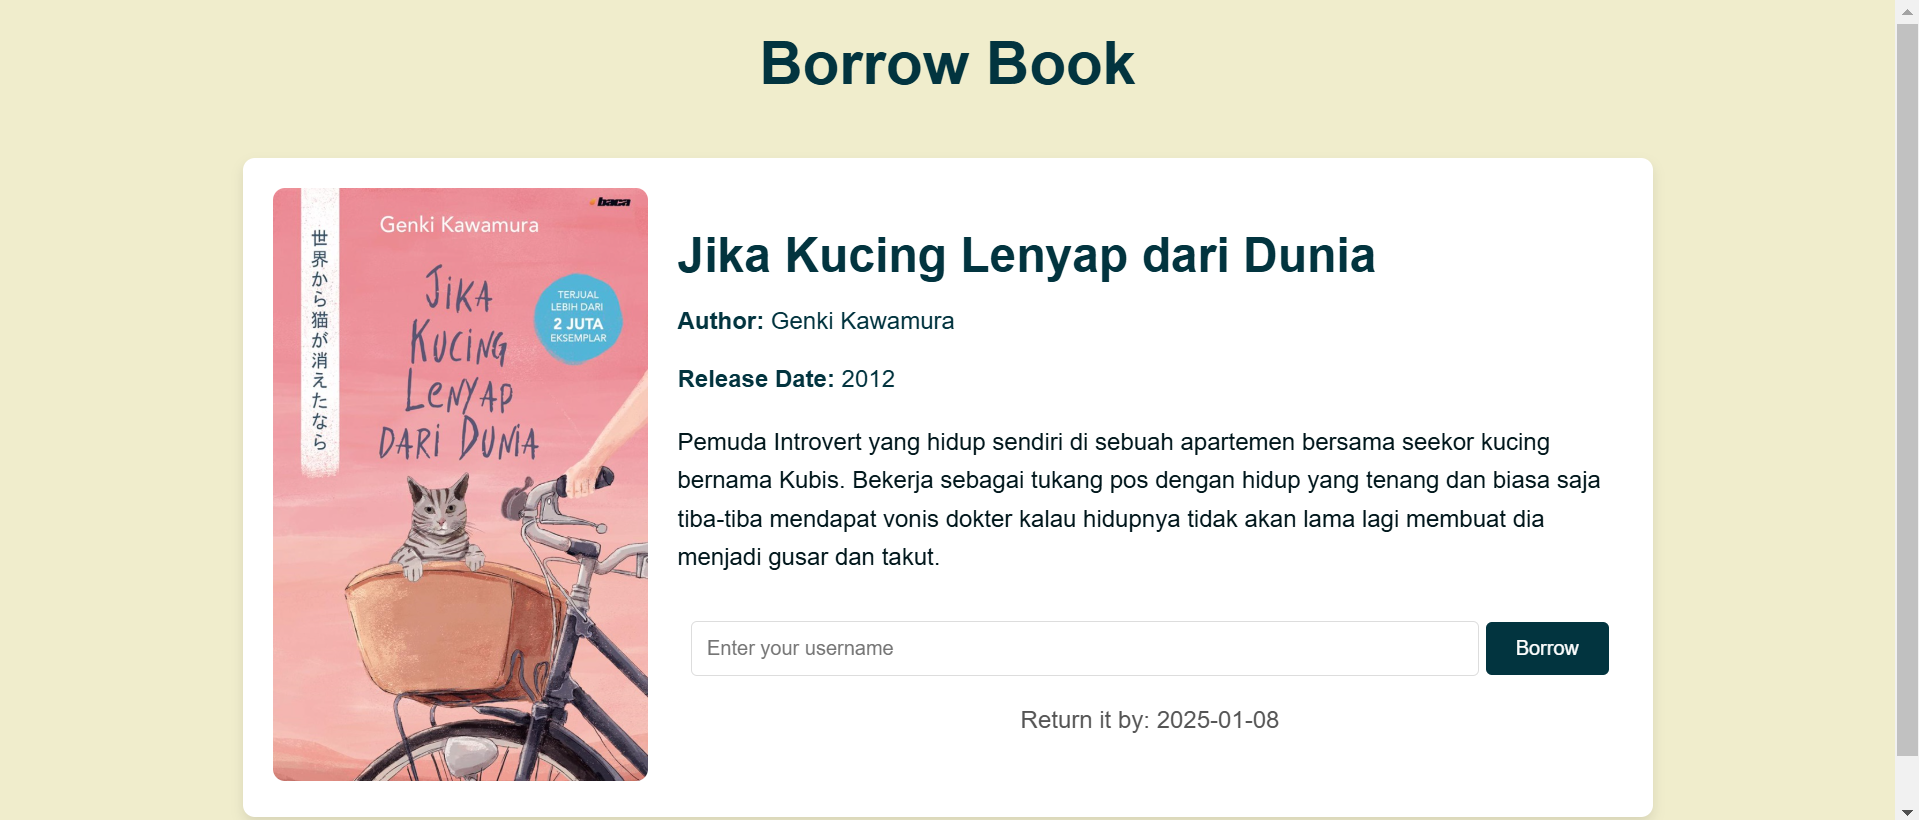 Borrow Book
baca
Genki Kawamura
世界から猫が消えたなら
Jika
Kucing
Lenyap
dari Dunia
TERJUAL
LEBIH DARI
2 JUTA
EKSEMPLAR
Jika Kucing Lenyap dari Dunia
Author: Genki Kawamura
Release Date: 2012
Pemuda Introvert yang hidup sendiri di sebuah apartemen bersama seekor kucing
bernama Kubis. Bekerja sebagai tukang pos dengan hidup yang tenang dan biasa saja
tiba-tiba mendapat vonis dokter kalau hidupnya tidak akan lama lagi membuat dia
menjadi gusar dan takut.
Enter your username
Borrow
Return it by: 2025-01-08